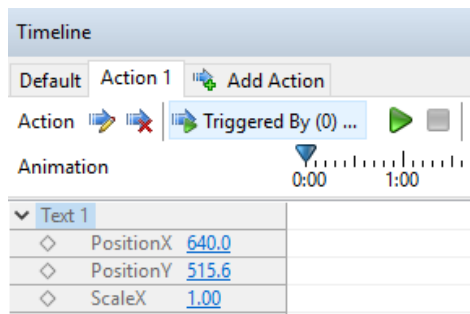 Timeline
Default Action 1 Add Action
Action Triggered By (0) ...
Animation 0:00 1:00
Text 1
PositionX 640.0
PositionY 515.6
ScaleX 1.00